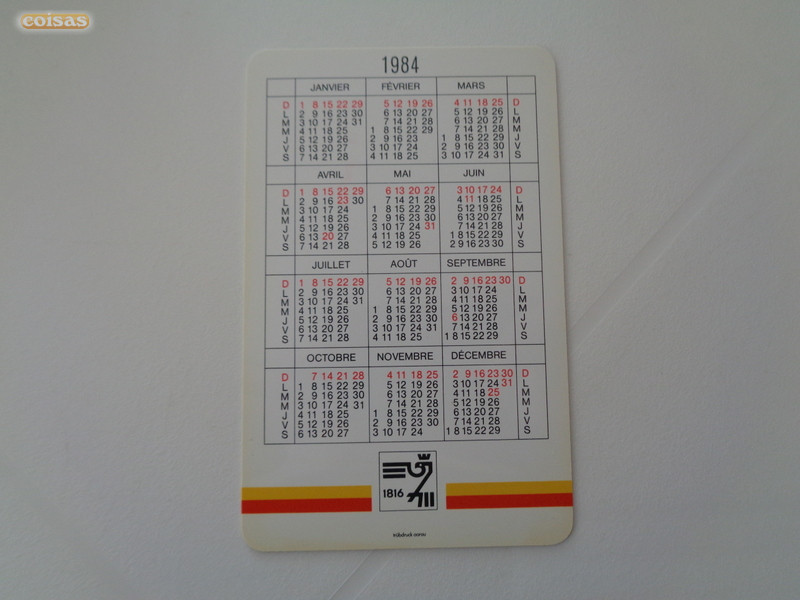 coisas
1984
JANVIER FÉVRIER MARS
D 1 8 15 22 29 5 12 19 26 4 11 18 25 D
L 2 9 16 23 30 6 13 20 27 5 12 19 26 L
M 3 10 17 24 31 7 14 21 28 6 13 20 27 M
M 4 11 18 25 1 8 15 22 29 7 14 21 28 M
J 5 12 19 26 2 9 16 23 1 8 15 22 29 J
V 6 13 20 27 3 10 17 24 2 9 16 23 30 V
S 7 14 21 28 4 11 18 25 3 10 17 24 31 S
AVRIL MAI JUIN
D 1 8 15 22 29 6 13 20 27 3 10 17 24 D
L 2 9 16 23 30 7 14 21 28 4 11 18 25 L
M 3 10 17 24 1 8 15 22 29 5 12 19 26 M
M 4 11 18 25 2 9 16 23 30 6 13 20 27 M
J 5 12 19 26 3 10 17 24 31 7 14 21 28 J
V 6 13 20 27 4 11 18 25 1 8 15 22 29 V
S 7 14 21 28 5 12 19 26 2 9 16 23 30 S
JUILLET AOÛT SEPTEMBRE
D 1 8 15 22 29 5 12 19 26 2 9 16 23 30 D
L 2 9 16 23 30 6 13 20 27 3 10 17 24 L
M 3 10 17 24 31 7 14 21 28 4 11 18 25 M
M 4 11 18 25 1 8 15 22 29 5 12 19 26 M
J 5 12 19 26 2 9 16 23 30 6 13 20 27 J
V 6 13 20 27 3 10 17 24 31 7 14 21 28 V
S 7 14 21 28 4 11 18 25 1 8 15 22 29 S
OCTOBRE NOVEMBRE DÉCEMBRE
D 7 14 21 28 4 11 18 25 2 9 16 23 30 D
L 1 8 15 22 29 5 12 19 26 3 10 17 24 31 L
M 2 9 16 23 30 6 13 20 27 4 11 18 25 M
M 3 10 17 24 31 7 14 21 28 5 12 19 26 M
J 4 11 18 25 1 8 15 22 29 6 13 20 27 J
V 5 12 19 26 2 9 16 23 30 7 14 21 28 V
S 6 13 20 27 3 10 17 24 1 8 15 22 29 S
1816